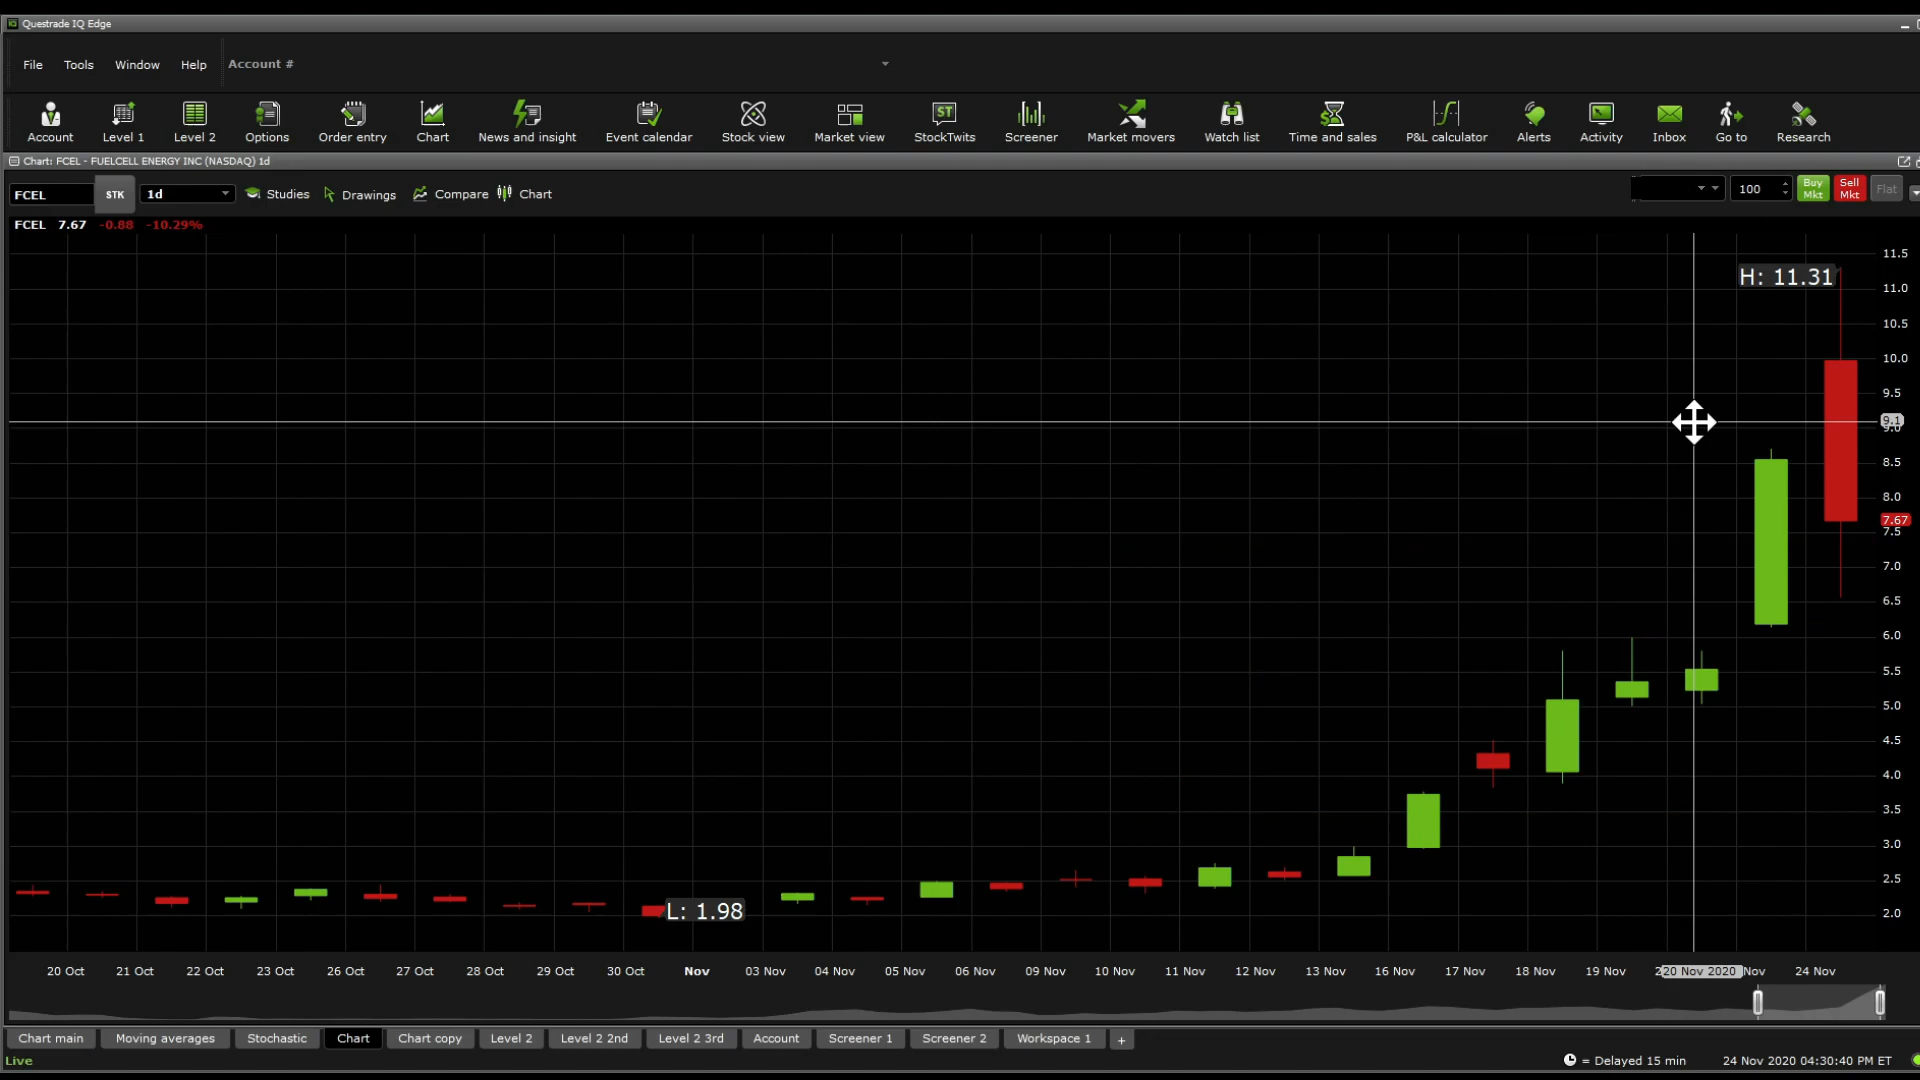 Questrade IQ Edge
File Tools Window Help Account #
Account Level 1 Level 2 Options Order entry Chart News and insight Event calendar Stock view Market view StockTwits Screener Market movers Watch list Time and sales P&L calculator Alerts Activity Inbox Go to Research
Chart: FCEL - FUELCELL ENERGY INC (NASDAQ) 1d
FCEL STK 1d Studies Drawings Compare Chart 100 Buy Mkt Sell Mkt Flat
FCEL 7.67 -0.88 -10.29%
11.5
H: 11.31
11.0
10.5
10.0
9.5
9.1
9.0
8.5
8.0
7.67
7.5
7.0
6.5
6.0
5.5
5.0
4.5
4.0
3.5
3.0
2.5
L: 1.98
2.0
20 Oct 21 Oct 22 Oct 23 Oct 26 Oct 27 Oct 28 Oct 29 Oct 30 Oct Nov 03 Nov 04 Nov 05 Nov 06 Nov 09 Nov 10 Nov 11 Nov 12 Nov 13 Nov 16 Nov 17 Nov 18 Nov 19 Nov 20 Nov 2020 Nov 24 Nov
Chart main Moving averages Stochastic Chart Chart copy Level 2 Level 2 2nd Level 2 3rd Account Screener 1 Screener 2 Workspace 1 +
Live = Delayed 15 min 24 Nov 2020 04:30:40 PM ET